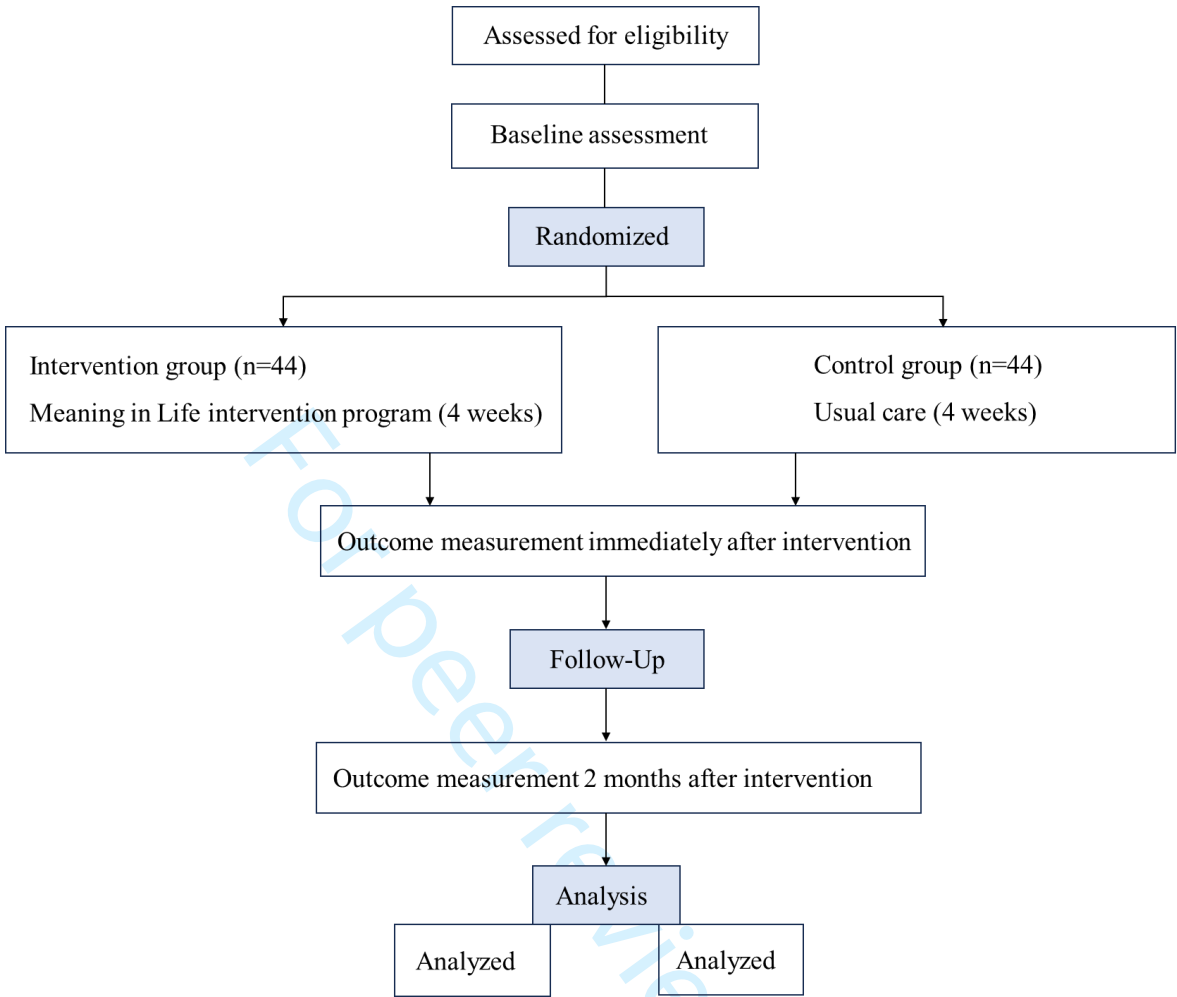 Assessed for eligibility
Baseline assessment
Randomized
Intervention group (n=44)
Meaning in Life intervention program (4 weeks)
Control group (n=44)
Usual care (4 weeks)
Outcome measurement immediately after intervention
Follow-Up
Outcome measurement 2 months after intervention
Analysis
Analyzed
Analyzed
For peer revie